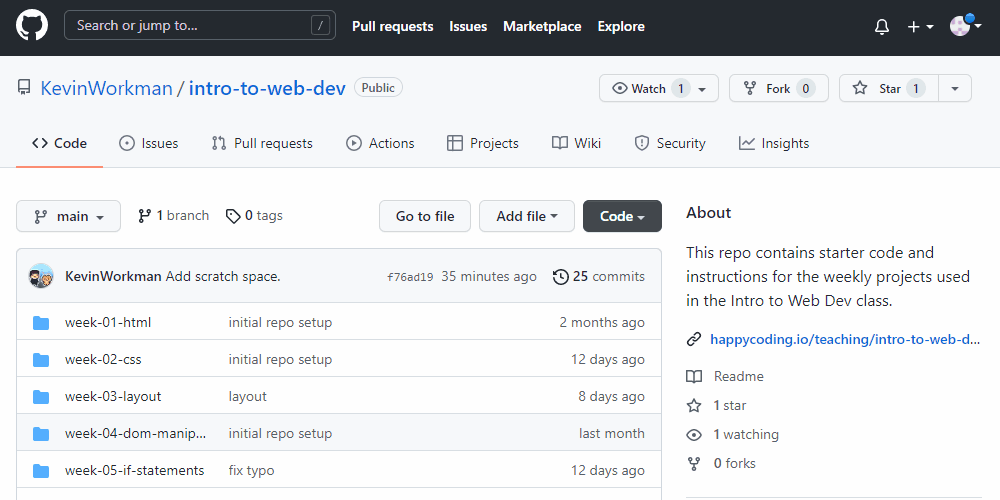 Search or jump to... / Pull requests Issues Marketplace Explore
KevinWorkman / intro-to-web-dev Public Watch 1 Fork 0 Star 1
Code Issues Pull requests Actions Projects Wiki Security Insights
main 1 branch 0 tags Go to file Add file Code
KevinWorkman Add scratch space. f76ad19 35 minutes ago 25 commits
week-01-html initial repo setup 2 months ago
week-02-css initial repo setup 12 days ago
week-03-layout layout 8 days ago
week-04-dom-manip... initial repo setup last month
week-05-if-statements fix typo 12 days ago
About
This repo contains starter code and
instructions for the weekly projects used
in the Intro to Web Dev class.
happycoding.io/teaching/intro-to-web-d...
Readme
1 star
1 watching
0 forks